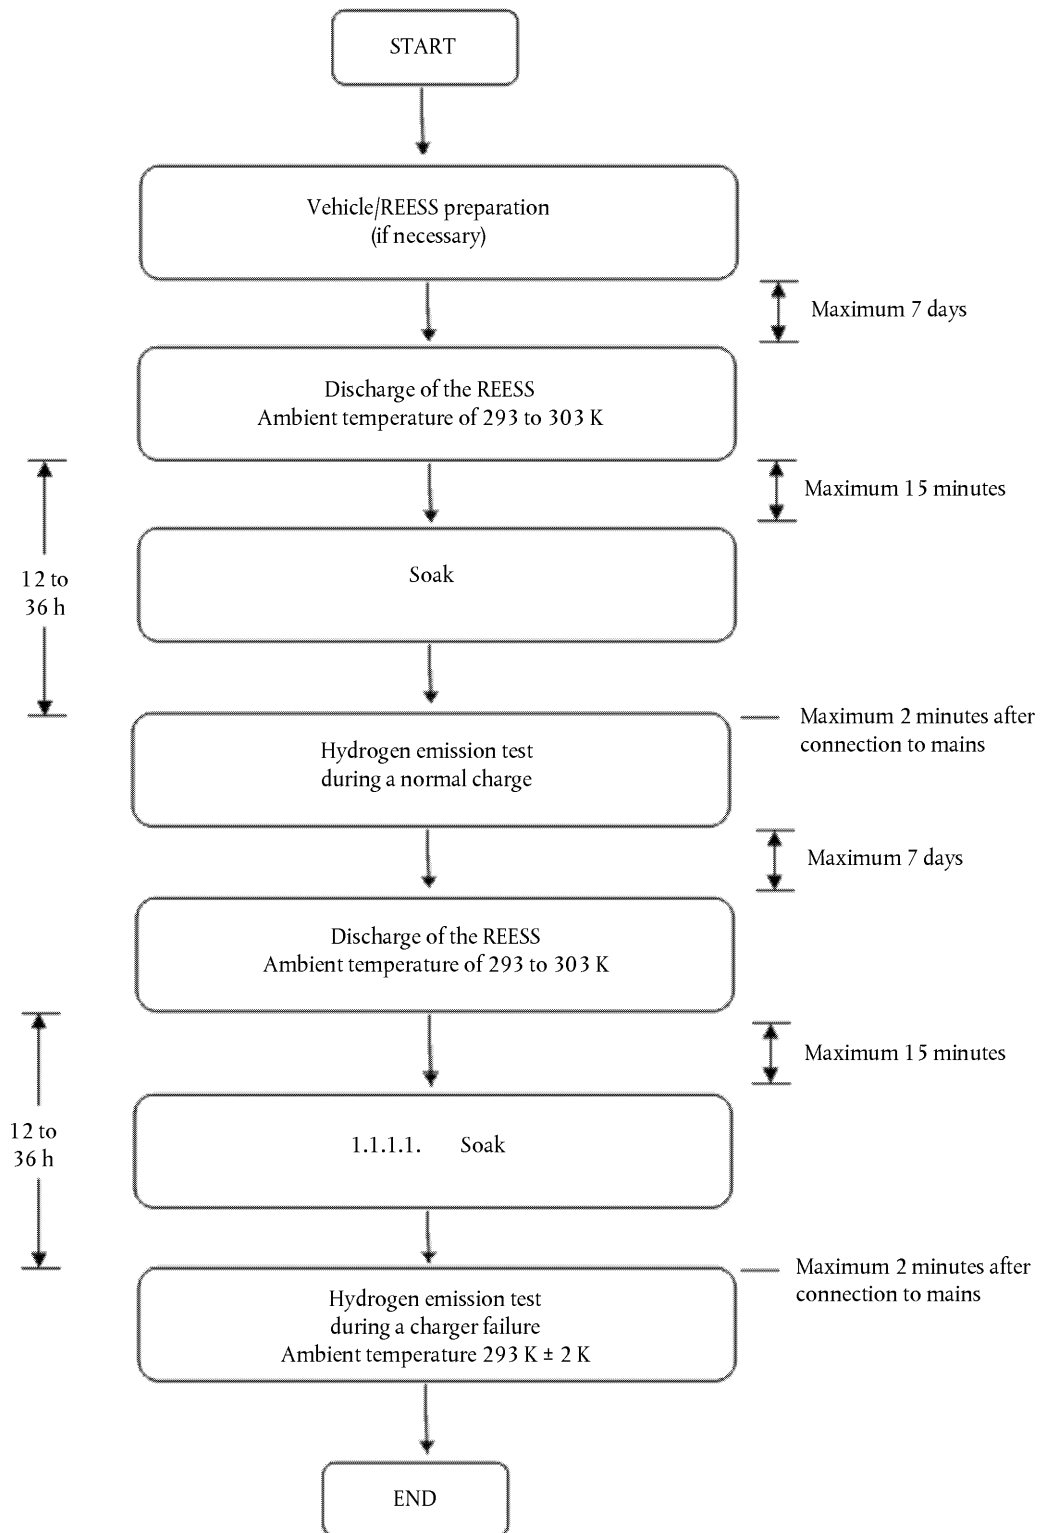 START
Vehicle/REESS preparation
(if necessary)
Maximum 7 days
Discharge of the REESS
Ambient temperature of 293 to 303 K
Maximum 15 minutes
12 to
36 h
Soak
Maximum 2 minutes after
connection to mains
Hydrogen emission test
during a normal charge
Maximum 7 days
Discharge of the REESS
Ambient temperature of 293 to 303 K
Maximum 15 minutes
12 to
36 h
1.1.1.1. Soak
Maximum 2 minutes after
connection to mains
Hydrogen emission test
during a charger failure
Ambient temperature 293 K ± 2 K
END